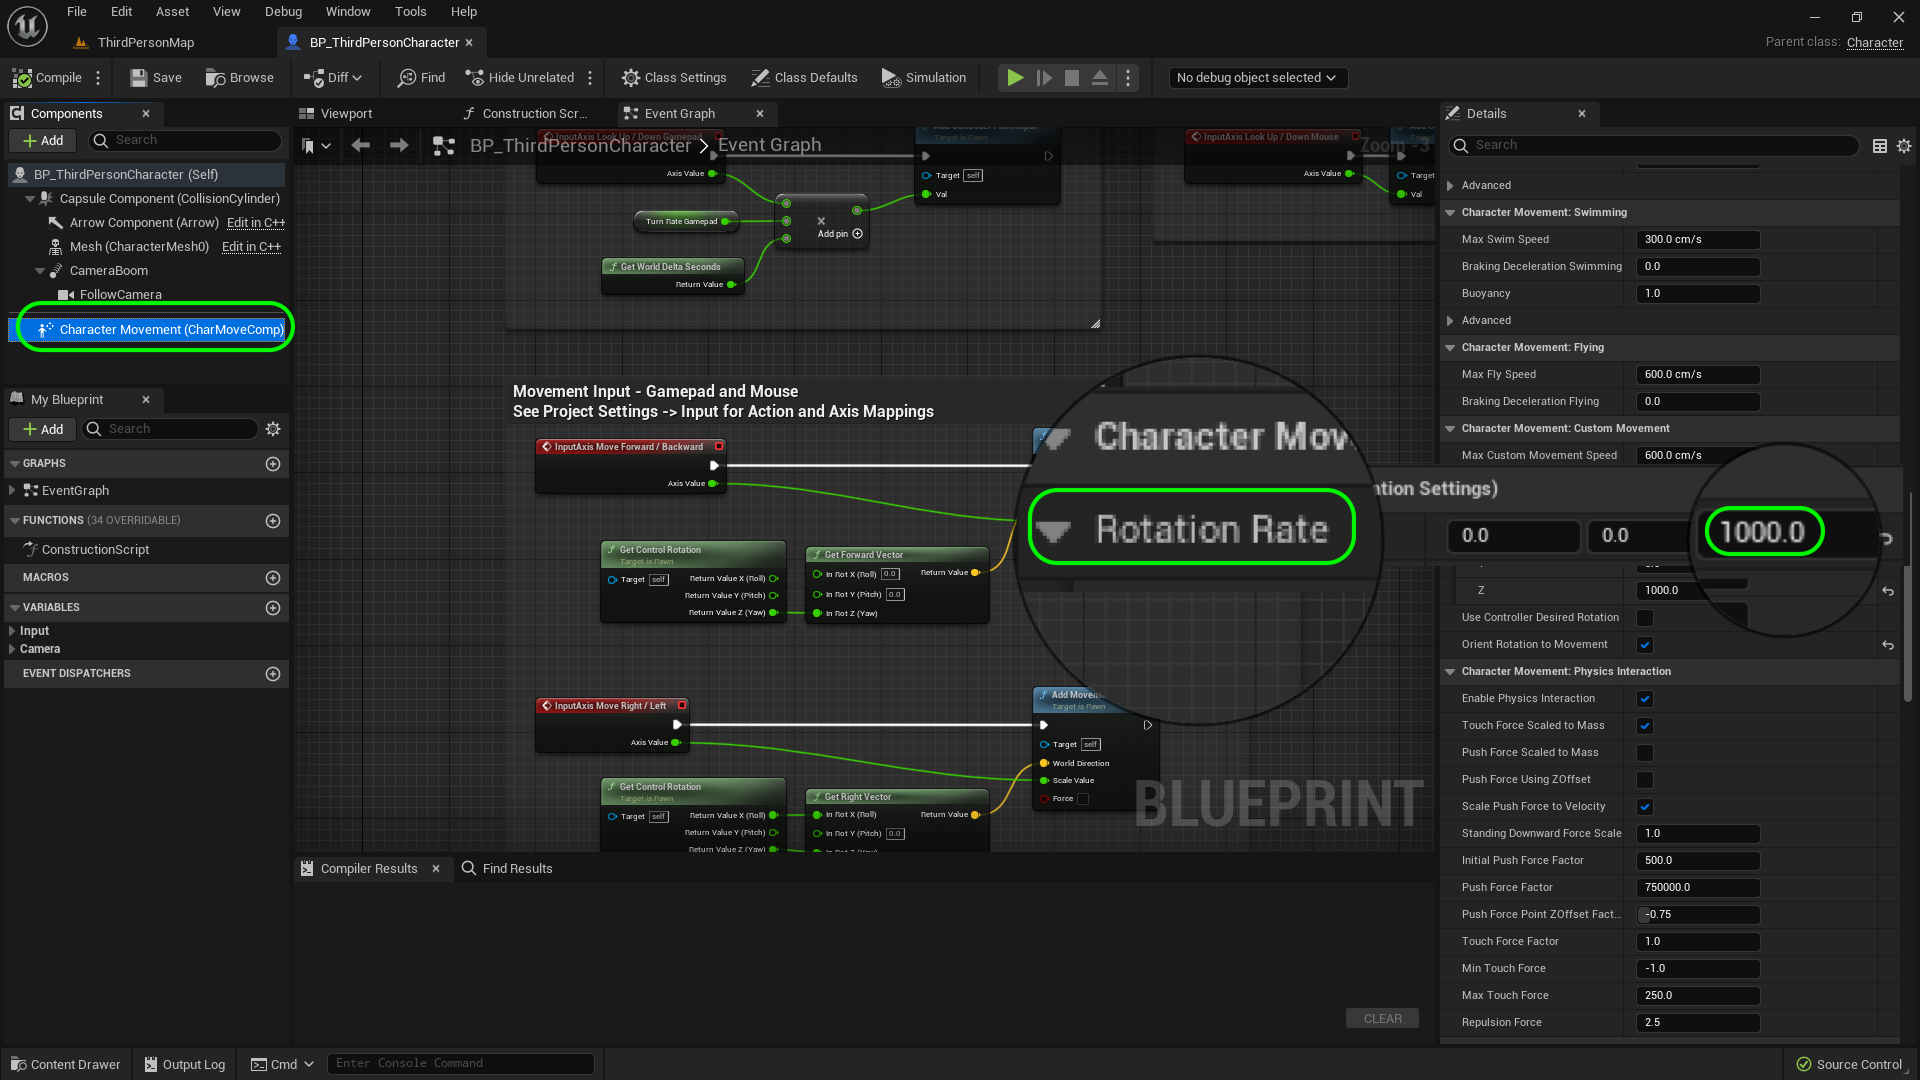 File Edit Asset View Debug Window Tools Help
ThirdPersonMap
BP_ThirdPersonCharacter
Parent class: Character
Compile
Save
Browse
Diff
Find
Hide Unrelated
Class Settings
Class Defaults
Simulation
No debug object selected
Components
Add
Search
BP_ThirdPersonCharacter (Self)
Capsule Component (CollisionCylinder)
Arrow Component (Arrow) Edit in C++
Mesh (CharacterMesh0) Edit in C++
CameraBoom
FollowCamera
Character Movement (CharMoveComp)
My Blueprint
Add
Search
GRAPHS
EventGraph
FUNCTIONS (34 OVERRIDABLE)
ConstructionScript
MACROS
VARIABLES
Input
Camera
EVENT DISPATCHERS
Viewport
Construction Scr...
Event Graph
BP_ThirdPersonCharacter > Event Graph
Zoom -3
InputAxis Look Up / Down Gamepad
Axis Value
Turn Rate Gamepad
Add pin
Get World Delta Seconds
Return Value
Target is Pawn
Target self
Val
InputAxis Look Up / Down Mouse
Axis Value
Target
Val
Movement Input - Gamepad and Mouse
See Project Settings -> Input for Action and Axis Mappings
InputAxis Move Forward / Backward
Axis Value
Get Control Rotation
Target is Pawn
Target self
Return Value X (Roll)
Return Value Y (Pitch)
Return Value Z (Yaw)
Get Forward Vector
In Rot X (Roll) 0.0
In Rot Y (Pitch) 0.0
In Rot Z (Yaw)
Return Value
InputAxis Move Right / Left
Axis Value
Get Control Rotation
Target is Pawn
Target self
Return Value X (Roll)
Return Value Y (Pitch)
Return Value Z (Yaw)
Get Right Vector
In Rot X (Roll)
In Rot Y (Pitch) 0.0
Return Value
Add Movem
Target is Pawn
Target self
World Direction
Scale Value
Force
BLUEPRINT
Character Mov
Rotation Rate
ntion Settings)
0.0 0.0 1000.0
Compiler Results
Find Results
CLEAR
Details
Search
Advanced
Character Movement: Swimming
Max Swim Speed 300.0 cm/s
Braking Deceleration Swimming 0.0
Buoyancy 1.0
Advanced
Character Movement: Flying
Max Fly Speed 600.0 cm/s
Braking Deceleration Flying 0.0
Character Movement: Custom Movement
Max Custom Movement Speed 600.0 cm/s
Z 1000.0
Use Controller Desired Rotation
Orient Rotation to Movement
Character Movement: Physics Interaction
Enable Physics Interaction
Touch Force Scaled to Mass
Push Force Scaled to Mass
Push Force Using ZOffset
Scale Push Force to Velocity
Standing Downward Force Scale 1.0
Initial Push Force Factor 500.0
Push Force Factor 750000.0
Push Force Point ZOffset Fact... -0.75
Touch Force Factor 1.0
Min Touch Force -1.0
Max Touch Force 250.0
Repulsion Force 2.5
Content Drawer
Output Log
Cmd
Enter Console Command
Source Control